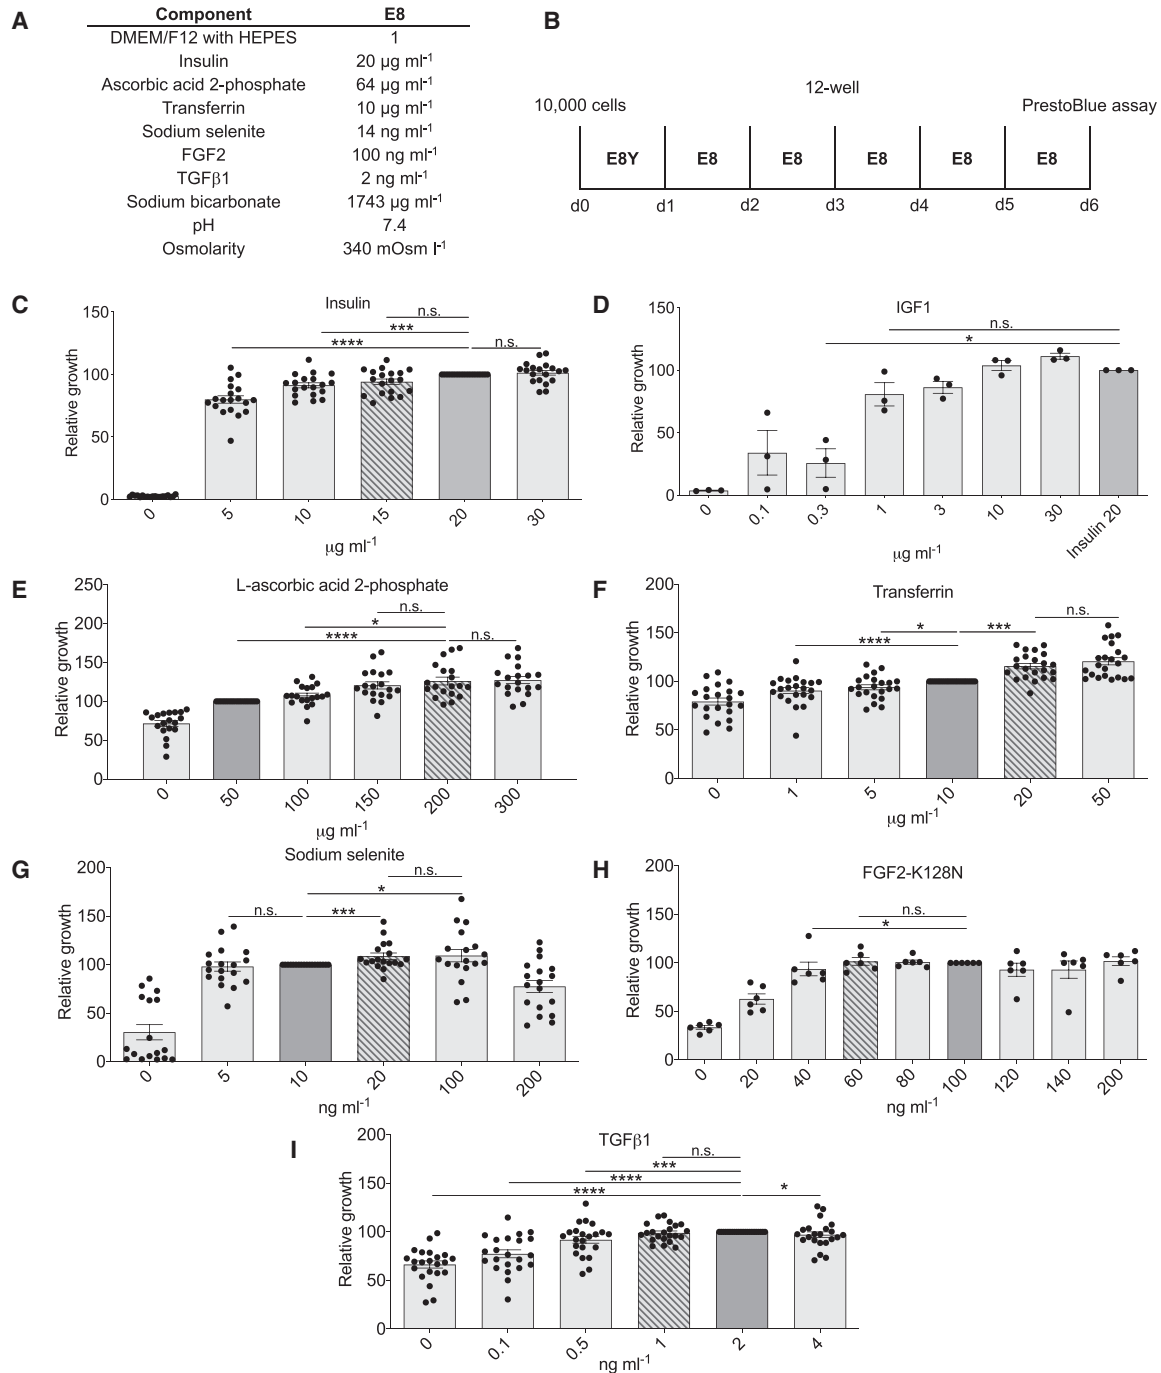 A
Component E8
DMEM/F12 with HEPES 1
Insulin 20 µg ml-1
Ascorbic acid 2-phosphate 64 µg ml-1
Transferrin 10 µg ml-1
Sodium selenite 14 ng ml-1
FGF2 100 ng ml-1
TGFβ1 2 ng ml-1
Sodium bicarbonate 1743 µg ml-1
pH 7.4
Osmolarity 340 mOsm l-1
B
12-well
10,000 cells PrestoBlue assay
E8Y E8 E8 E8 E8 E8
d0 d1 d2 d3 d4 d5 d6
C
Insulin
Relative growth
150
100
50
0
n.s.
***
**** n.s.
0 5 10 15 20 30
µg ml-1
D
IGF1
Relative growth
150
100
50
0
n.s.
*
0 0.1 0.3 1 3 10 30 Insulin 20
µg ml-1
E
L-ascorbic acid 2-phosphate
Relative growth
250
200
150
100
50
0
n.s.
*
**** n.s.
0 50 100 150 200 300
µg ml-1
F
Transferrin
Relative growth
200
150
100
50
0
n.s.
* ***
****
0 1 5 10 20 50
µg ml-1
G
Sodium selenite
Relative growth
200
150
100
50
0
n.s.
*
n.s. ***
0 5 10 20 100 200
ng ml-1
H
FGF2-K128N
Relative growth
200
150
100
50
0
n.s.
*
0 20 40 60 80 100 120 140 200
ng ml-1
I
TGFβ1
Relative growth
200
150
100
50
0
n.s.
***
****
**** *
0 0.1 0.5 1 2 4
ng ml-1